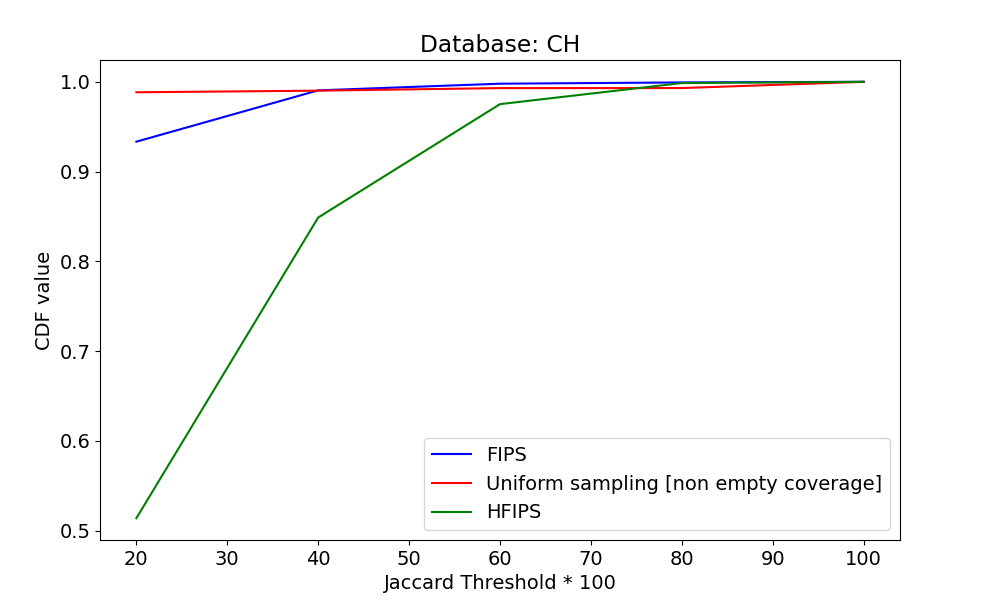 Database: CH
1.0
0.9
0.8
0.7
0.6
0.5
CDF value
FIPS
Uniform sampling [non empty coverage]
HFIPS
20 30 40 50 60 70 80 90 100
Jaccard Threshold * 100